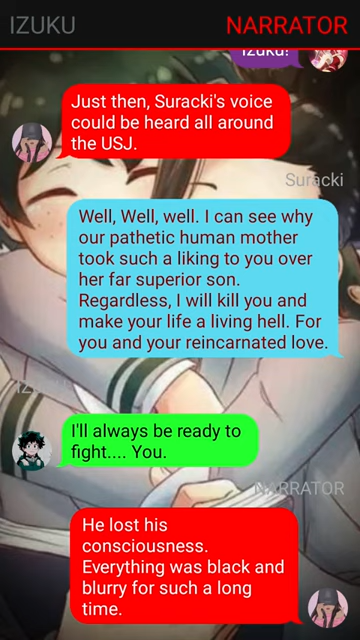 IZUKU
NARRATOR
Izuku!
Just then, Suracki's voice
could be heard all around
the USJ.
Suracki
Well, Well, well. I can see why
our pathetic human mother
took such a liking to you over
her far superior son.
Regardless, I will kill you and
make your life a living hell. For
you and your reincarnated love.
IZUKU
I'll always be ready to
fight.... You.
NARRATOR
He lost his
consciousness.
Everything was black and
blurry for such a long
time.